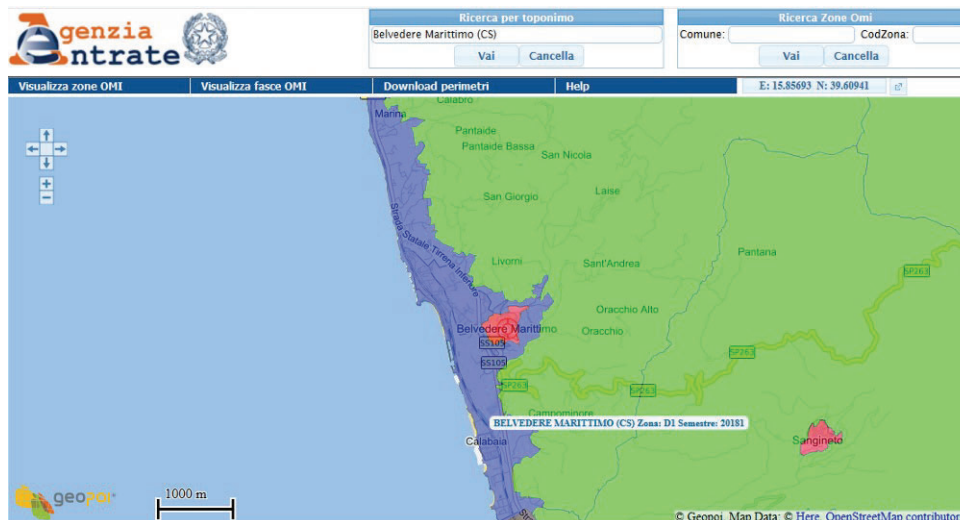 Agenzia
Entrate
Ricerca per toponimo
Belvedere Marittimo (CS)
Vai Cancella
Ricerca Zone Omi
Comune: CodZona:
Vai Cancella
Visualizza zone OMI Visualizza fasce OMI Download perimetri Help E: 15.85693 N: 39.60941
Calabro
Marina
Pantaide
Pantaide Bassa
San Nicola
San Giorgio
Laise
Strada Statale Tirrena Inferiore
Pantana
Livorni
Sant'Andrea
SP263
Oracchio Alto
Belvedere Marittimo
Oracchio
SS105
SP263
SS105
SP263
SP263
Campominore
BELVEDERE MARITTIMO (CS) Zona: D1 Semestre: 20181
Calabaia
Sangineto
geopoi
1000 m
© Geopoi, Map Data: © Here, OpenStreetMap contributor